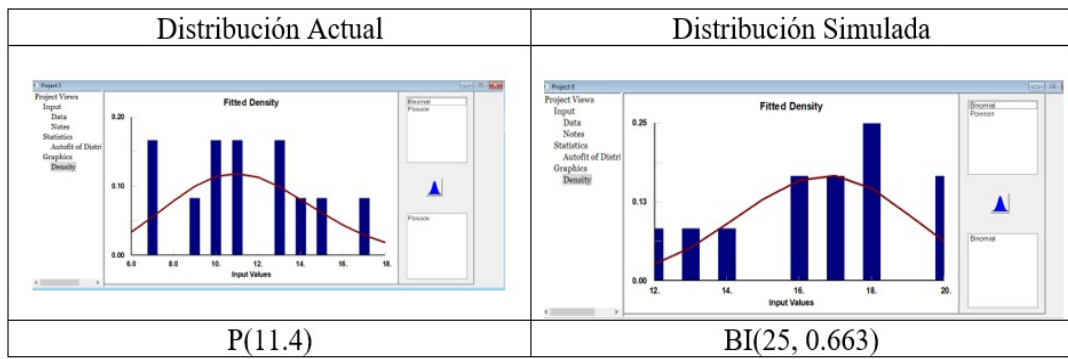 Distribución Actual
Distribución Simulada
Project 3
Project Views
Input
Data
Notes
Statistics
Autofit of Distri
Graphics
Density
Fitted Density
0.20
0.10
0.00
6.0 8.0 10. 12. 14. 16. 18.
Input Values
Binomial
Poisson
Poisson
Project Views
Input
Data
Notes
Statistics
Autofit of Distri
Graphics
Density
Fitted Density
0.25
0.13
0.00
12. 14. 16. 18. 20.
Input Values
Binomial
Poisson
Binomial
P(11.4)
BI(25, 0.663)